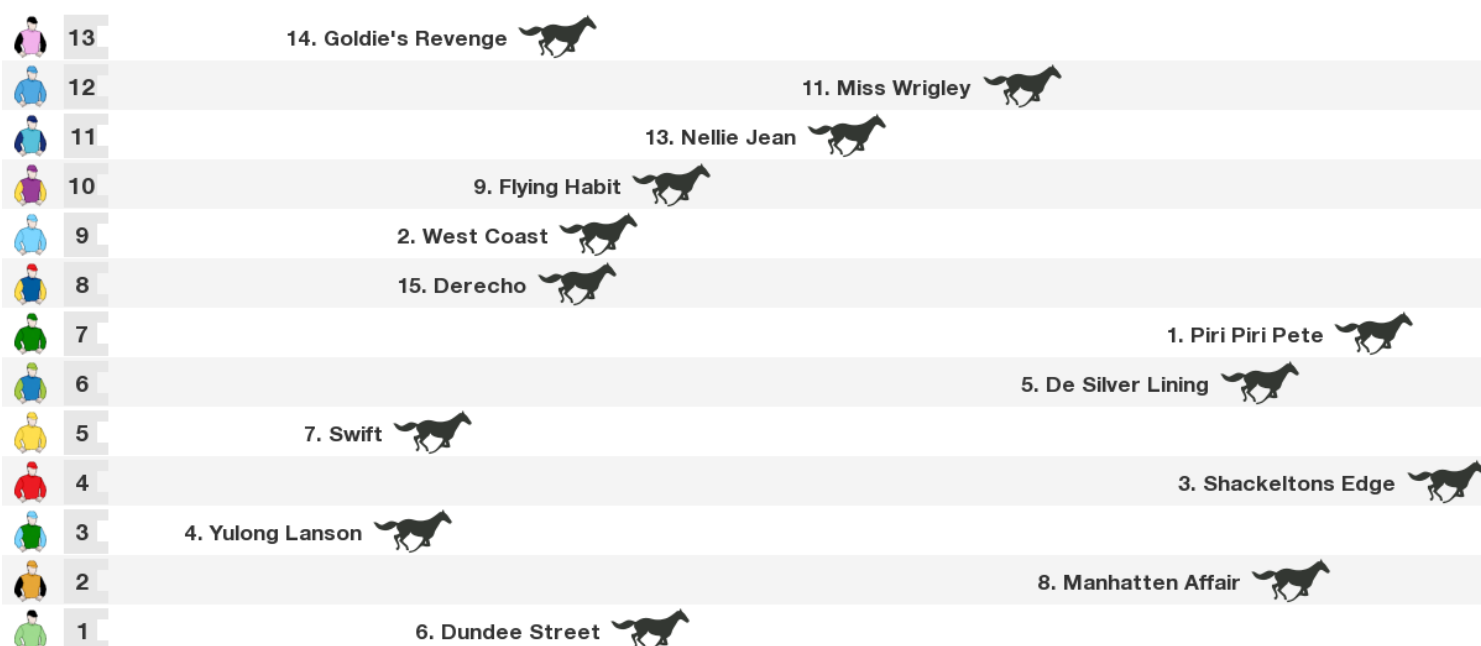 13 14. Goldie's Revenge
12 11. Miss Wrigley
11 13. Nellie Jean
10 9. Flying Habit
9 2. West Coast
8 15. Derecho
7 1. Piri Piri Pete
6 5. De Silver Lining
5 7. Swift
4 3. Shackeltons Edge
3 4. Yulong Lanson
2 8. Manhatten Affair
1 6. Dundee Street